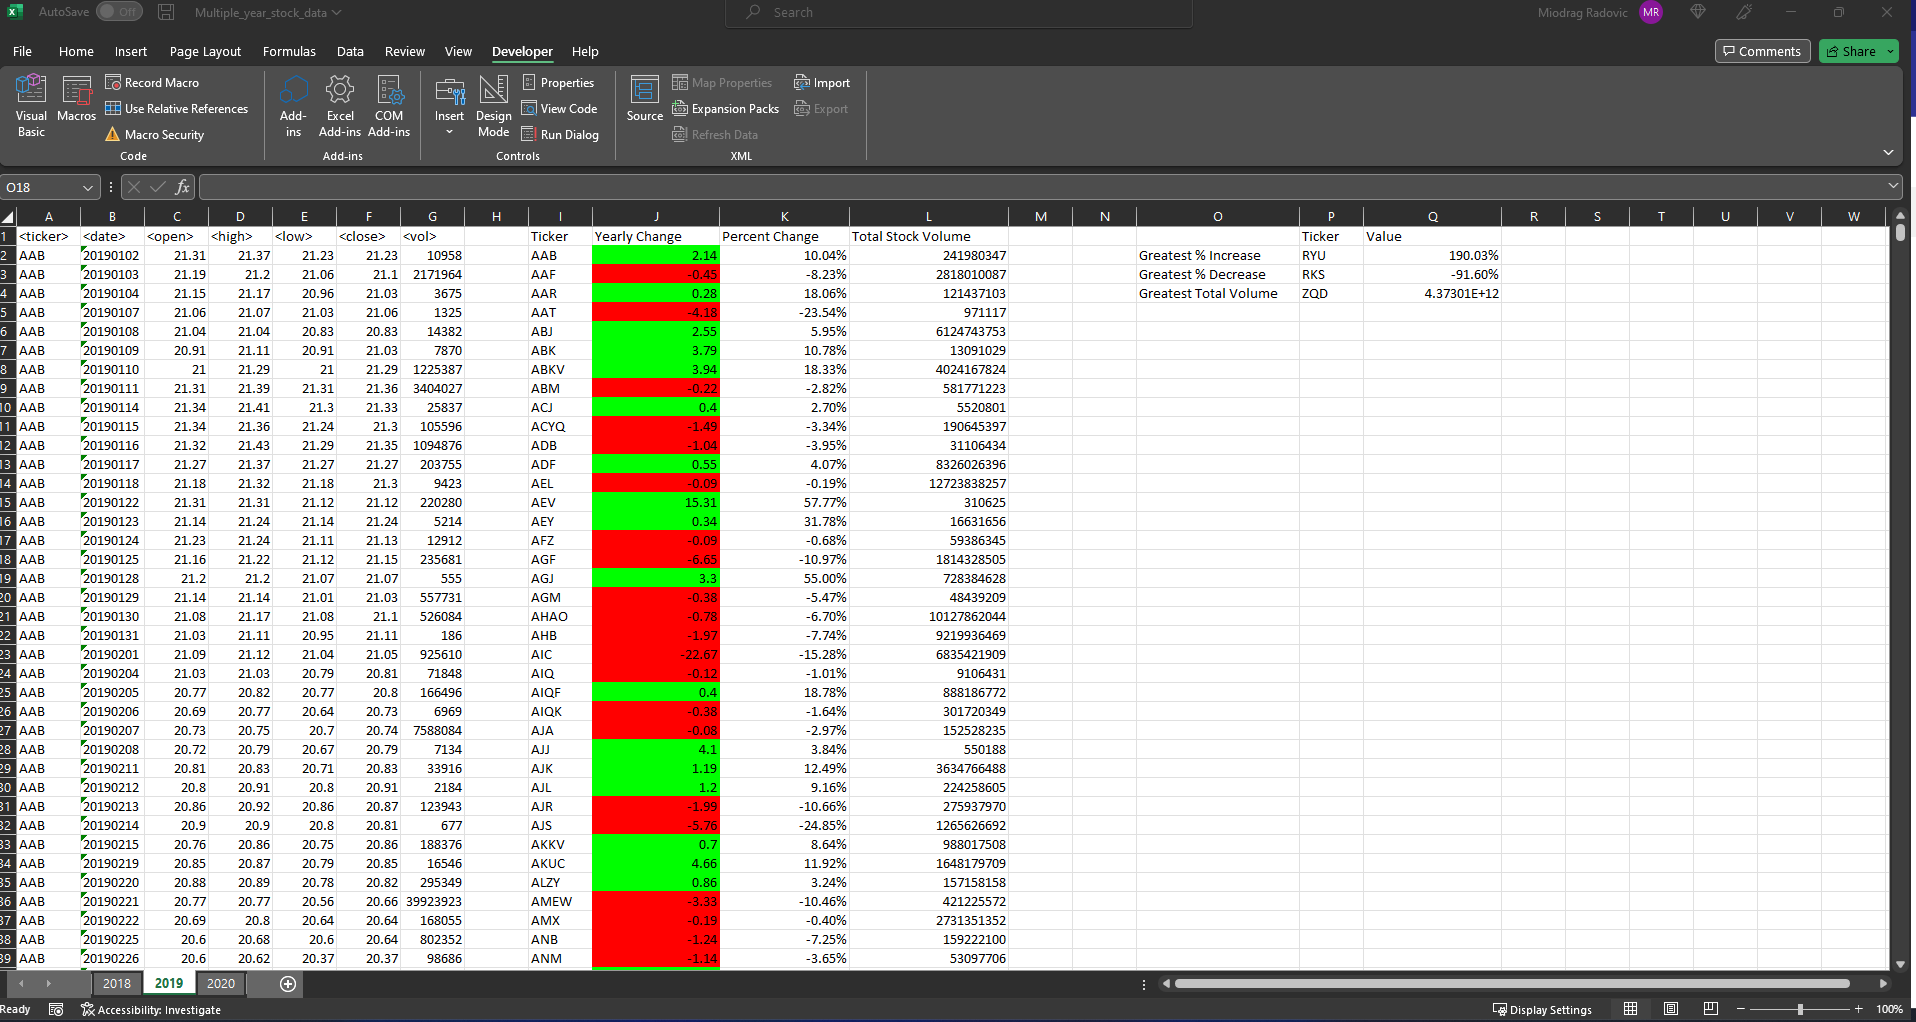 AutoSave Off Multiple_year_stock_data Search Miodrag Radovic MR
File Home Insert Page Layout Formulas Data Review View Developer Help Comments Share
Visual Basic Macros Record Macro Use Relative References Macro Security Code
Add-ins Excel Add-ins COM Add-ins Add-ins
Insert Design Mode Properties View Code Run Dialog Controls
Source Map Properties Expansion Packs Refresh Data Import Export XML
O18 fx
A B C D E F G H I J K L M N O P Q R S T U V W
1 <ticker> <date> <open> <high> <low> <close> <vol> Ticker Yearly Change Percent Change Total Stock Volume Ticker Value
2 AAB 20190102 21.31 21.37 21.23 21.23 10958 AAB 2.14 10.04% 241980347 Greatest % Increase RYU 190.03%
3 AAB 20190103 21.19 21.2 21.06 21.1 2171964 AAF -0.45 -8.23% 2818010087 Greatest % Decrease RKS -91.60%
4 AAB 20190104 21.15 21.17 20.96 21.03 3675 AAR 0.28 18.06% 121437103 Greatest Total Volume ZQD 4.37301E+12
5 AAB 20190107 21.06 21.07 21.03 21.06 1325 AAT -4.18 -23.54% 971117
6 AAB 20190108 21.04 21.04 20.83 20.83 14382 ABJ 2.55 5.95% 6124743753
7 AAB 20190109 20.91 21.11 20.91 21.03 7870 ABK 3.79 10.78% 13091029
8 AAB 20190110 21 21.29 21 21.29 1225387 ABKV 3.94 18.33% 4024167824
9 AAB 20190111 21.31 21.39 21.31 21.36 3404027 ABM -0.22 -2.82% 581771223
10 AAB 20190114 21.34 21.41 21.3 21.33 25837 ACJ 0.4 2.70% 5520801
11 AAB 20190115 21.34 21.36 21.24 21.3 105596 ACYQ -1.49 -3.34% 190645397
12 AAB 20190116 21.32 21.43 21.29 21.35 1094876 ADB -1.04 -3.95% 31106434
13 AAB 20190117 21.27 21.37 21.27 21.27 203755 ADF 0.55 4.07% 8326026396
14 AAB 20190118 21.18 21.32 21.18 21.3 9423 AEL -0.09 -0.19% 12723838257
15 AAB 20190122 21.31 21.31 21.12 21.12 220280 AEV 15.31 57.77% 310625
16 AAB 20190123 21.14 21.24 21.14 21.24 5214 AEY 0.34 31.78% 16631656
17 AAB 20190124 21.23 21.24 21.11 21.13 12912 AFZ -0.09 -0.68% 59386345
18 AAB 20190125 21.16 21.22 21.12 21.15 235681 AGF -6.65 -10.97% 1814328505
19 AAB 20190128 21.2 21.2 21.07 21.07 555 AGJ 3.3 55.00% 728384628
20 AAB 20190129 21.14 21.14 21.01 21.03 557731 AGM -0.38 -5.47% 48439209
21 AAB 20190130 21.08 21.17 21.08 21.1 526084 AHAO -0.78 -6.70% 10127862044
22 AAB 20190131 21.03 21.11 20.95 21.11 186 AHB -1.97 -7.74% 9219936469
23 AAB 20190201 21.09 21.12 21.04 21.05 925610 AIC -22.67 -15.28% 6835421909
24 AAB 20190204 21.03 21.03 20.79 20.81 71848 AIQ -0.12 -1.01% 9106431
25 AAB 20190205 20.77 20.82 20.77 20.8 166496 AIQF 0.4 18.78% 888186772
26 AAB 20190206 20.69 20.77 20.64 20.73 6969 AIQK -0.38 -1.64% 301720349
27 AAB 20190207 20.73 20.75 20.7 20.74 7588084 AJA -0.08 -2.97% 152528235
28 AAB 20190208 20.72 20.79 20.67 20.79 7134 AJJ 4.1 3.84% 550188
29 AAB 20190211 20.81 20.83 20.71 20.83 33916 AJK 1.19 12.49% 3634766488
30 AAB 20190212 20.8 20.91 20.8 20.91 2184 AJL 1.2 9.16% 224258605
31 AAB 20190213 20.86 20.92 20.86 20.87 123943 AJR -1.99 -10.66% 275937970
32 AAB 20190214 20.9 20.9 20.8 20.81 677 AJS -5.76 -24.85% 1265626692
33 AAB 20190215 20.76 20.86 20.75 20.86 188376 AKKV 0.7 8.64% 988017508
34 AAB 20190219 20.85 20.87 20.79 20.85 16546 AKUC 4.66 11.92% 1648179709
35 AAB 20190220 20.88 20.89 20.78 20.82 295349 ALZY 0.86 3.24% 157158158
36 AAB 20190221 20.77 20.77 20.56 20.66 39923923 AMEW -3.33 -10.46% 421225572
37 AAB 20190222 20.69 20.8 20.64 20.64 168055 AMX -0.19 -0.40% 2731351352
38 AAB 20190225 20.6 20.68 20.6 20.64 802352 ANB -1.24 -7.25% 159222100
39 AAB 20190226 20.6 20.62 20.37 20.37 98686 ANM -1.14 -3.65% 53097706
2018 2019 2020
Ready Accessibility: Investigate Display Settings 100%